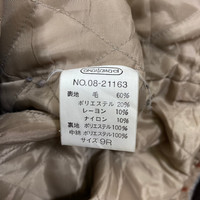 NO.08-21163
表地 毛 60%
ポリエステル 20%
レーヨン 10%
ナイロン 10%
裏地 ポリエステル100%
中綿 ポリエステル100%
サイズ 9R